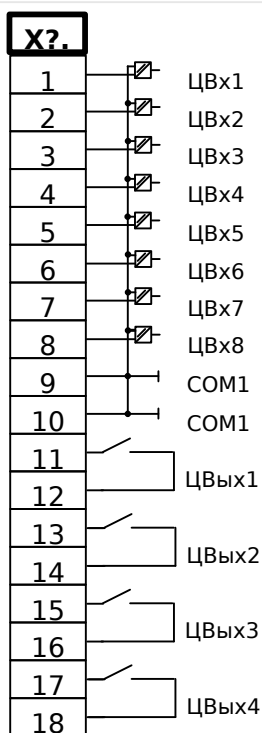 X?.
1 ЦВх1
2 ЦВх2
3 ЦВх3
4 ЦВх4
5 ЦВх5
6 ЦВх6
7 ЦВх7
8 ЦВх8
9 COM1
10 COM1
11
12 ЦВых1
13
14 ЦВых2
15
16 ЦВых3
17
18 ЦВых4